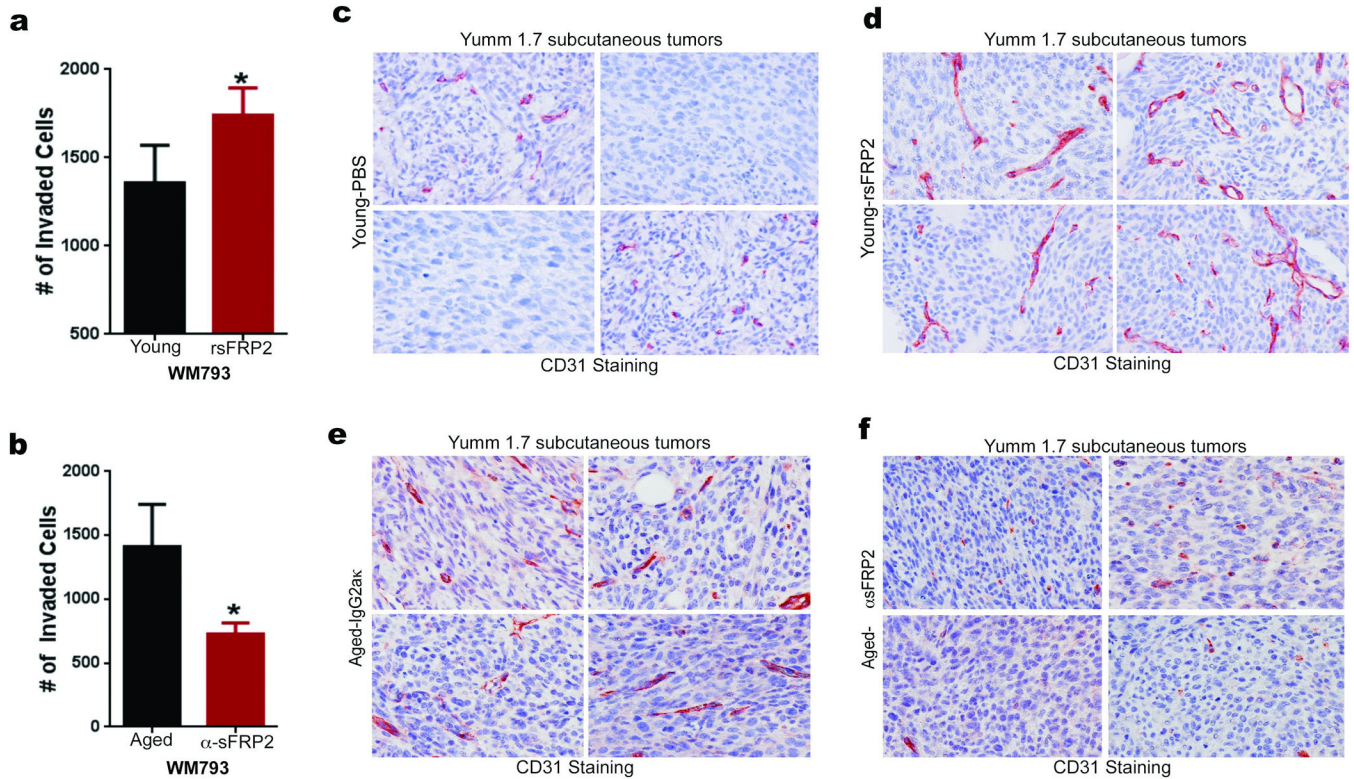 a
2000
1500
1000
500
# of Invaded Cells
*
Young rsFRP2
WM793
b
2000
1500
1000
500
0
# of Invaded Cells
*
Aged α-sFRP2
WM793
c
Yumm 1.7 subcutaneous tumors
Young-PBS
CD31 Staining
d
Yumm 1.7 subcutaneous tumors
Young-rsFRP2
CD31 Staining
e
Yumm 1.7 subcutaneous tumors
Aged-IgG2aκ
CD31 Staining
f
Yumm 1.7 subcutaneous tumors
Aged- αsFRP2
CD31 Staining